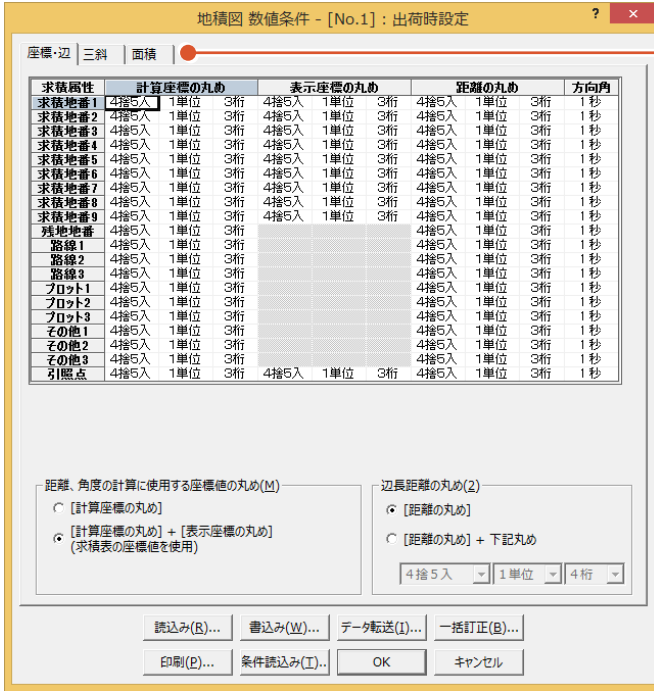 地積図 数値条件 - [No.1] : 出荷時設定 ? ×
座標・辺 三斜 面積
求積属性 計算座標の丸め 表示座標の丸め 距離の丸め 方向角
求積地番1 4捨5入 1単位 3桁 4捨5入 1単位 3桁 4捨5入 1単位 3桁 1秒
求積地番2 4捨5入 1単位 3桁 4捨5入 1単位 3桁 4捨5入 1単位 3桁 1秒
求積地番3 4捨5入 1単位 3桁 4捨5入 1単位 3桁 4捨5入 1単位 3桁 1秒
求積地番4 4捨5入 1単位 3桁 4捨5入 1単位 3桁 4捨5入 1単位 3桁 1秒
求積地番5 4捨5入 1単位 3桁 4捨5入 1単位 3桁 4捨5入 1単位 3桁 1秒
求積地番6 4捨5入 1単位 3桁 4捨5入 1単位 3桁 4捨5入 1単位 3桁 1秒
求積地番7 4捨5入 1単位 3桁 4捨5入 1単位 3桁 4捨5入 1単位 3桁 1秒
求積地番8 4捨5入 1単位 3桁 4捨5入 1単位 3桁 4捨5入 1単位 3桁 1秒
求積地番9 4捨5入 1単位 3桁 4捨5入 1単位 3桁 4捨5入 1単位 3桁 1秒
残地地番 4捨5入 1単位 3桁 4捨5入 1単位 3桁 1秒
路線1 4捨5入 1単位 3桁 4捨5入 1単位 3桁 1秒
路線2 4捨5入 1単位 3桁 4捨5入 1単位 3桁 1秒
路線3 4捨5入 1単位 3桁 4捨5入 1単位 3桁 1秒
プロット1 4捨5入 1単位 3桁 4捨5入 1単位 3桁 1秒
プロット2 4捨5入 1単位 3桁 4捨5入 1単位 3桁 1秒
プロット3 4捨5入 1単位 3桁 4捨5入 1単位 3桁 1秒
その他1 4捨5入 1単位 3桁 4捨5入 1単位 3桁 1秒
その他2 4捨5入 1単位 3桁 4捨5入 1単位 3桁 1秒
その他3 4捨5入 1単位 3桁 4捨5入 1単位 3桁 1秒
引照点 4捨5入 1単位 3桁 4捨5入 1単位 3桁 4捨5入 1単位 3桁 1秒
距離、角度の計算に使用する座標値の丸め(M)
[計算座標の丸め]
[計算座標の丸め] + [表示座標の丸め]
(求積表の座標値を使用)
辺長距離の丸め(2)
[距離の丸め]
[距離の丸め] + 下記丸め
4捨5入 1単位 4桁
読込み(R)... 書込み(W)... データ転送(I)... 一括訂正(B)...
印刷(P)... 条件読込み(T)... OK キャンセル